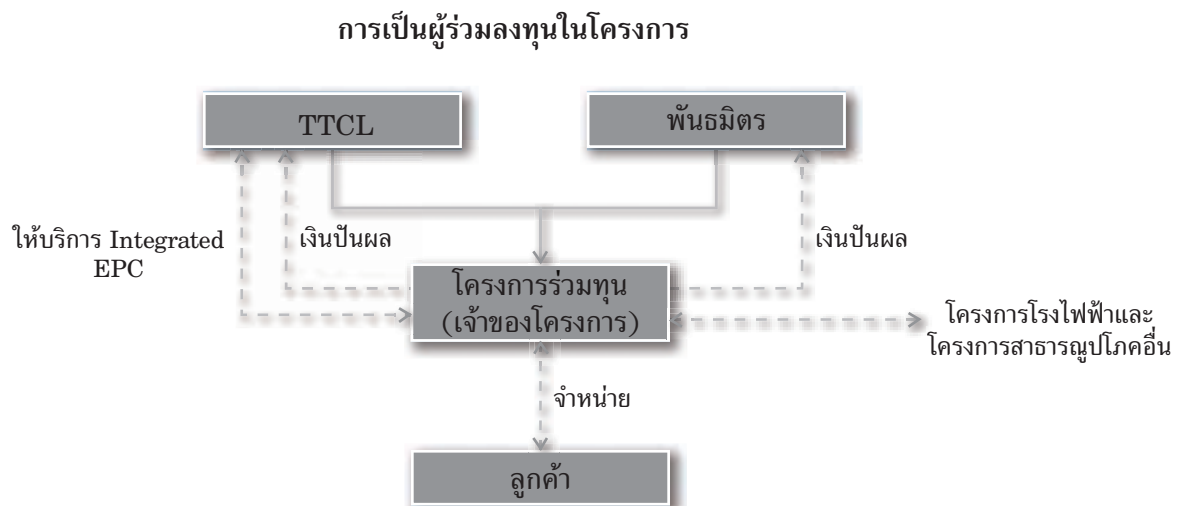 การเป็นผู้ร่วมลงทุนในโครงการ
TTCL
พันธมิตร
ให้บริการ Integrated
EPC
เงินปันผล
เงินปันผล
โครงการร่วมทุน
(เจ้าของโครงการ)
โครงการโรงไฟฟ้าและ
โครงการสาธารณูปโภคอื่น
จำหน่าย
ลูกค้า